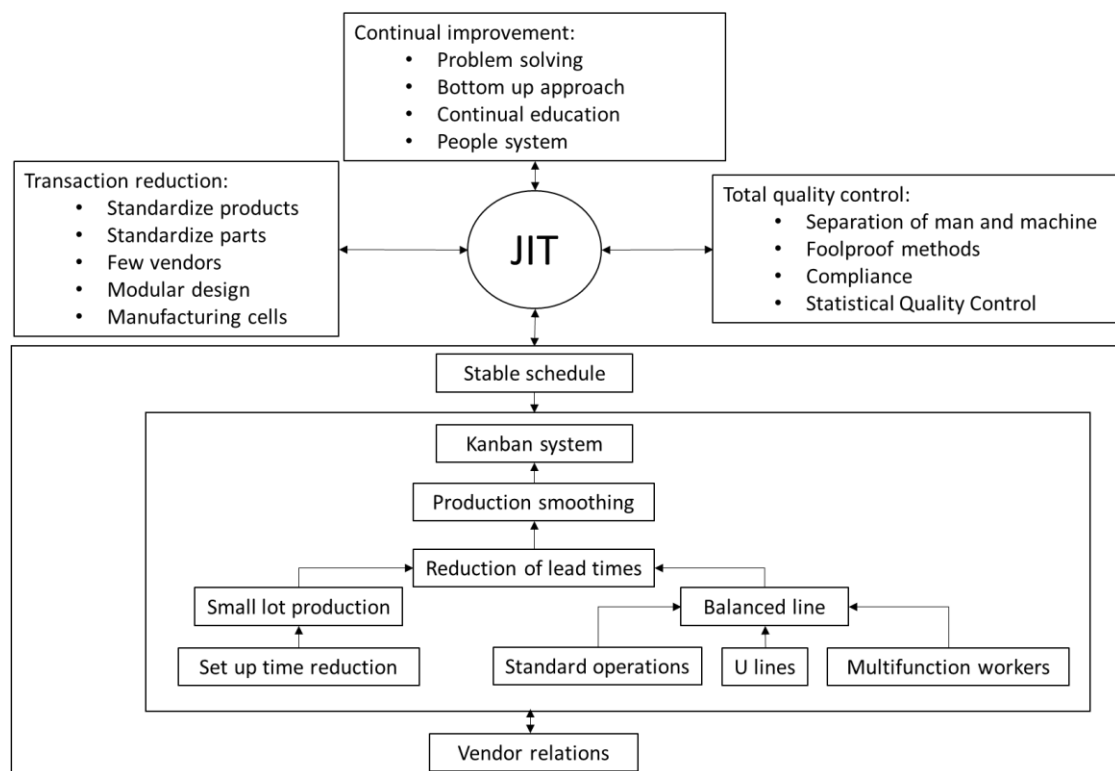 Continual improvement:
• Problem solving
• Bottom up approach
• Continual education
• People system
Transaction reduction:
• Standardize products
• Standardize parts
• Few vendors
• Modular design
• Manufacturing cells
JIT
Total quality control:
• Separation of man and machine
• Foolproof methods
• Compliance
• Statistical Quality Control
Stable schedule
Kanban system
Production smoothing
Reduction of lead times
Small lot production
Balanced line
Set up time reduction
Standard operations
U lines
Multifunction workers
Vendor relations